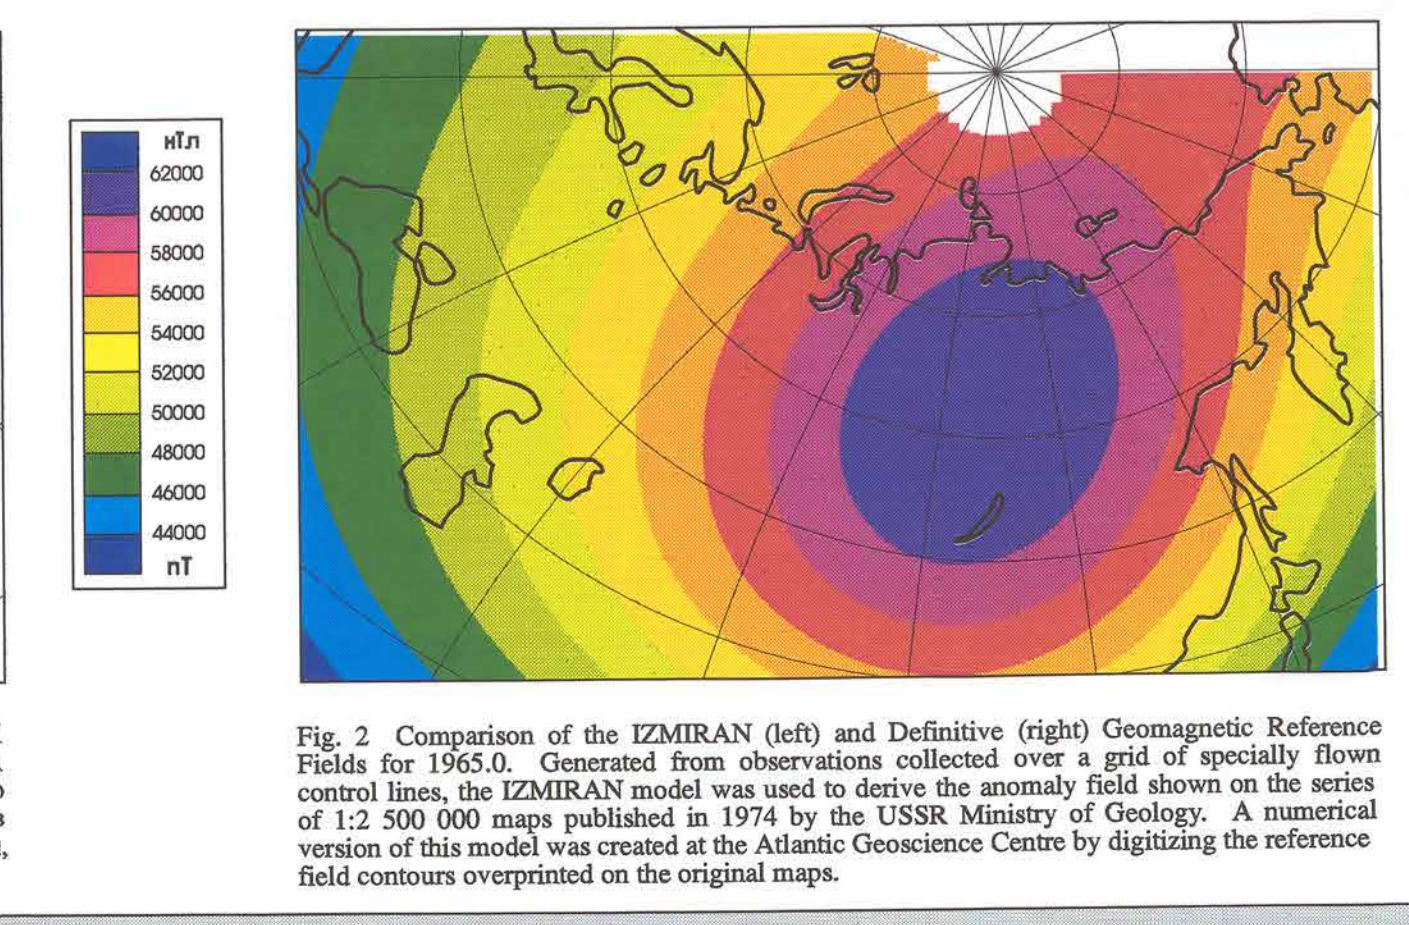 нТл
62000
60000
58000
56000
54000
52000
50000
48000
46000
44000
nT
Fig. 2 Comparison of the IZMIRAN (left) and Definitive (right) Geomagnetic Reference
Fields for 1965.0. Generated from observations collected over a grid of specially flown
control lines, the IZMIRAN model was used to derive the anomaly field shown on the series
of 1:2 500 000 maps published in 1974 by the USSR Ministry of Geology. A numerical
version of this model was created at the Atlantic Geoscience Centre by digitizing the reference
field contours overprinted on the original maps.